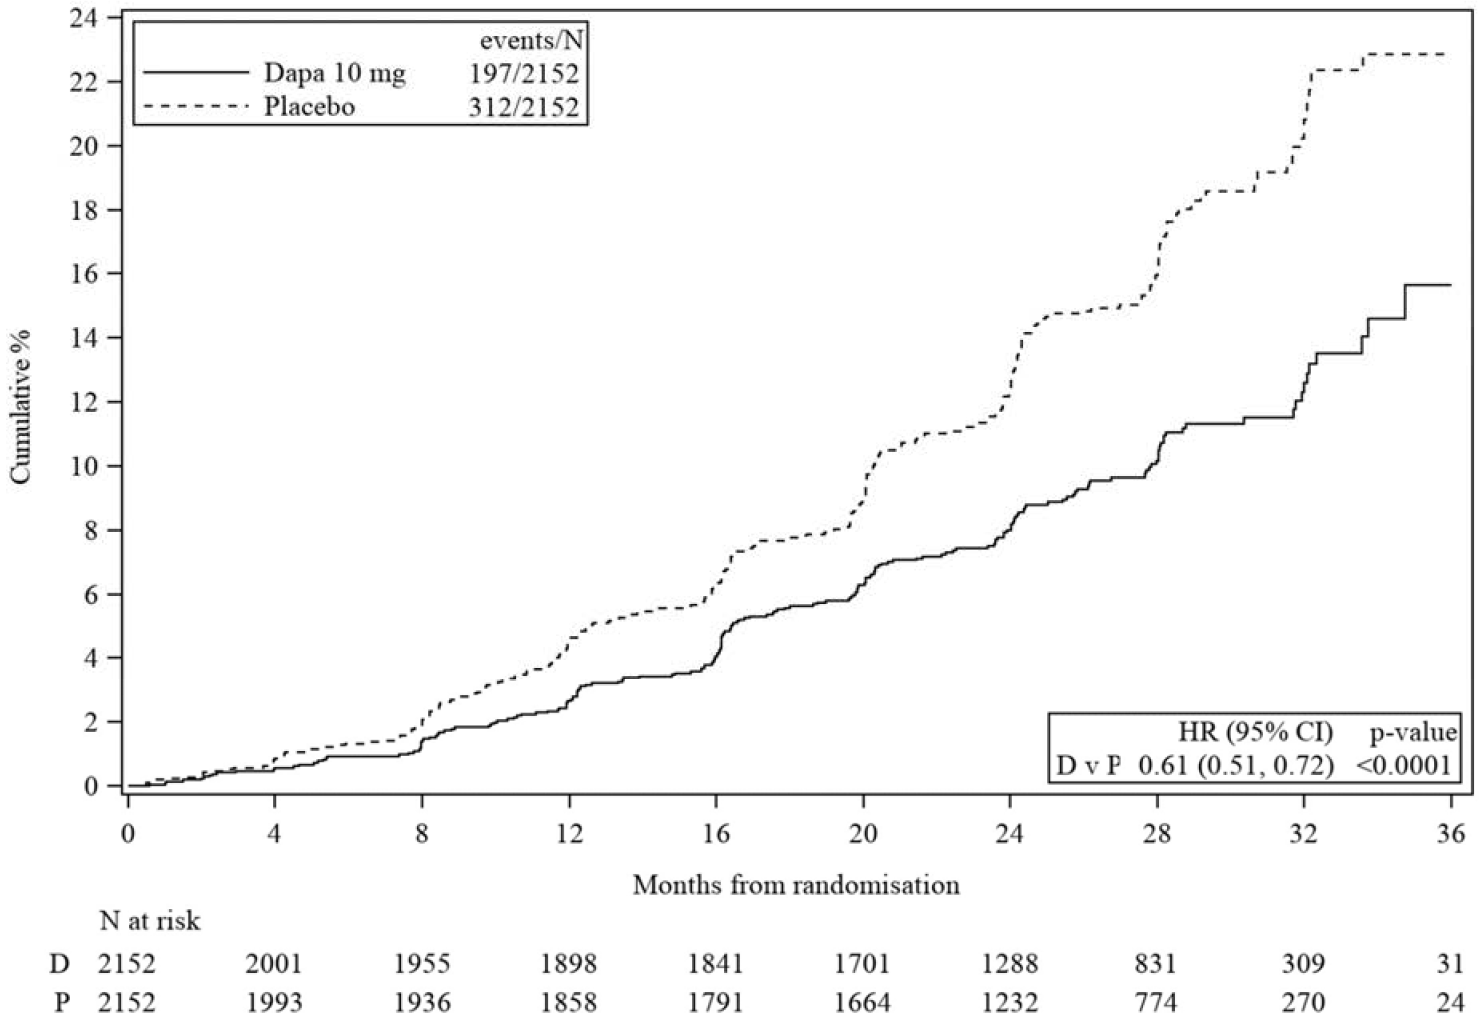 24
22
20
18
16
14
12
10
8
6
4
2
0
Cumulative %
events/N
Dapa 10 mg 197/2152
Placebo 312/2152
HR (95% CI) p-value
D v P 0.61 (0.51, 0.72) <0.0001
0 4 8 12 16 20 24 28 32 36
Months from randomisation
N at risk
D 2152 2001 1955 1898 1841 1701 1288 831 309 31
P 2152 1993 1936 1858 1791 1664 1232 774 270 24